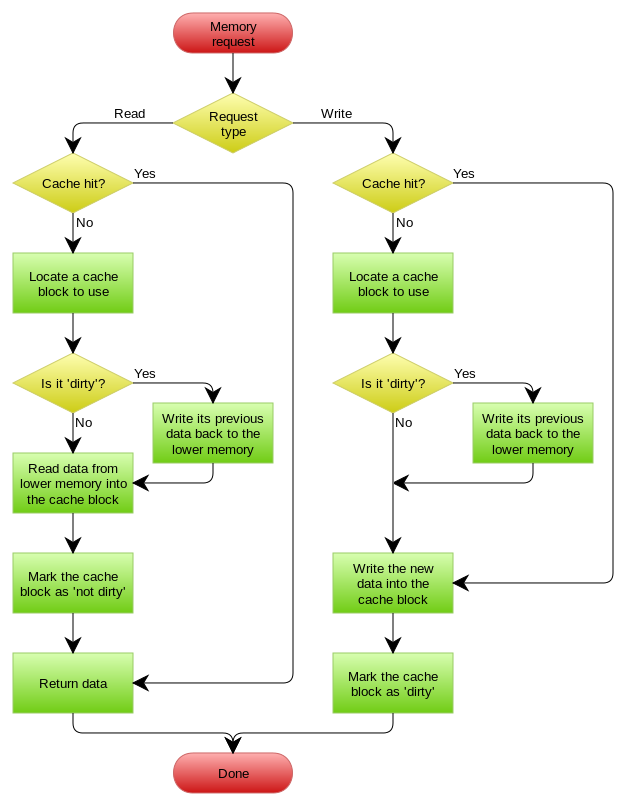 Memory
request
Request
type
Read
Write
Cache hit?
Yes
No
Cache hit?
Yes
No
Locate a cache
block to use
Locate a cache
block to use
Is it 'dirty'?
Yes
No
Is it 'dirty'?
Yes
No
Write its previous
data back to the
lower memory
Write its previous
data back to the
lower memory
Read data from
lower memory into
the cache block
Mark the cache
block as 'not dirty'
Write the new
data into the
cache block
Return data
Mark the cache
block as 'dirty'
Done